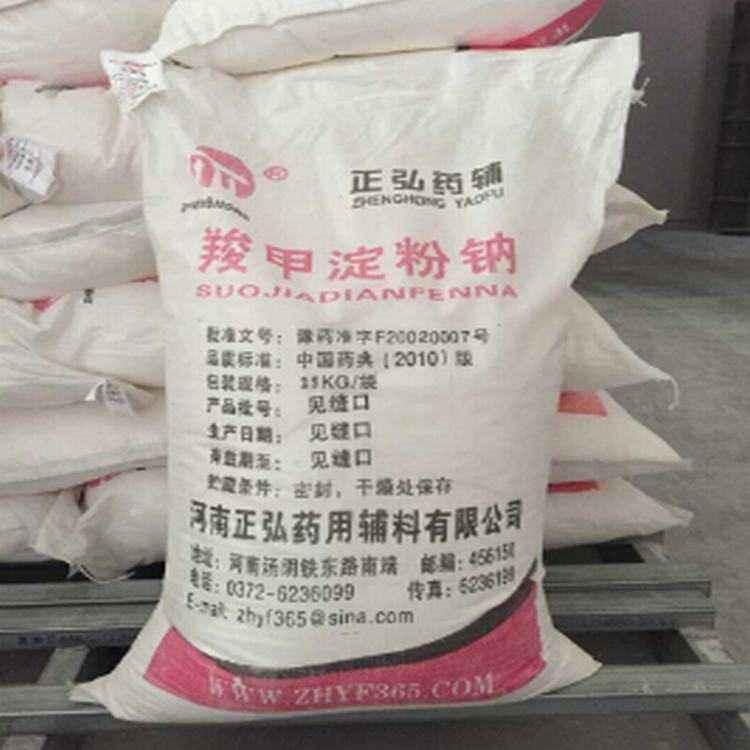 ®
正弘药辅
ZHENGHONG YAOFU
羧甲淀粉钠
SUOJIADIANFENNA
批准文号：豫药准字F20020007号
品质标准：中国药典（2010）版
包装规格：KG/袋
产品批号：见缝口
生产日期：见缝口
有效期至：见缝口
贮藏条件：密封，干燥处保存
河南正弘药用辅料有限公司
地址：河南汤阴铁东路南端 邮编：456150
电话：0372-6236099 传真：6236199
E-mail: zhyf365@sina.com
WWW.ZHYF365.COM